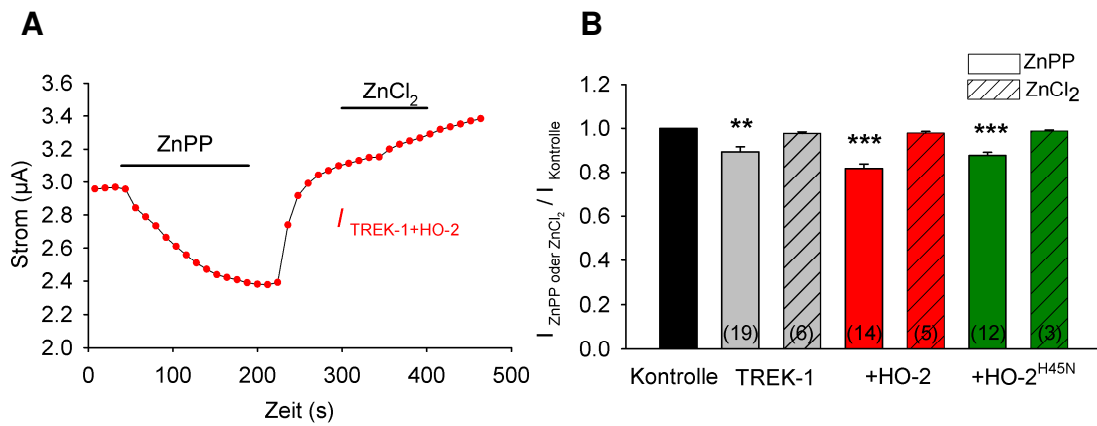 A
Strom (µA)
3.6
3.4
3.2
3.0
2.8
2.6
2.4
2.2
2.0
ZnPP
ZnCl2
I TREK-1+HO-2
0
100
200
300
400
500
Zeit (s)
B
ZnPP
ZnCl2
I ZnPP oder ZnCl2 / I Kontrolle
1.2
1.0
0.8
0.6
0.4
0.2
0.0
**
***
***
(19)
(6)
(14)
(5)
(12)
(3)
Kontrolle
TREK-1
+HO-2
+HO-2H45N